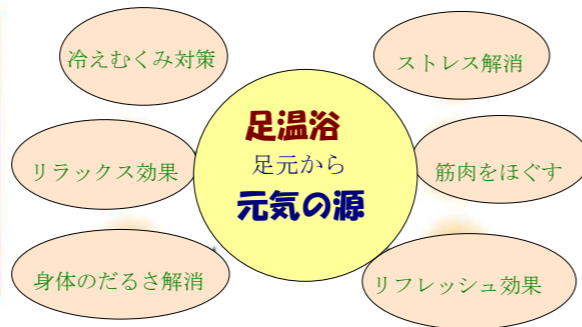 冷えむくみ対策
ストレス解消
足温浴
足元から
元気の源
リラックス効果
筋肉をほぐす
身体のだるさ解消
リフレッシュ効果